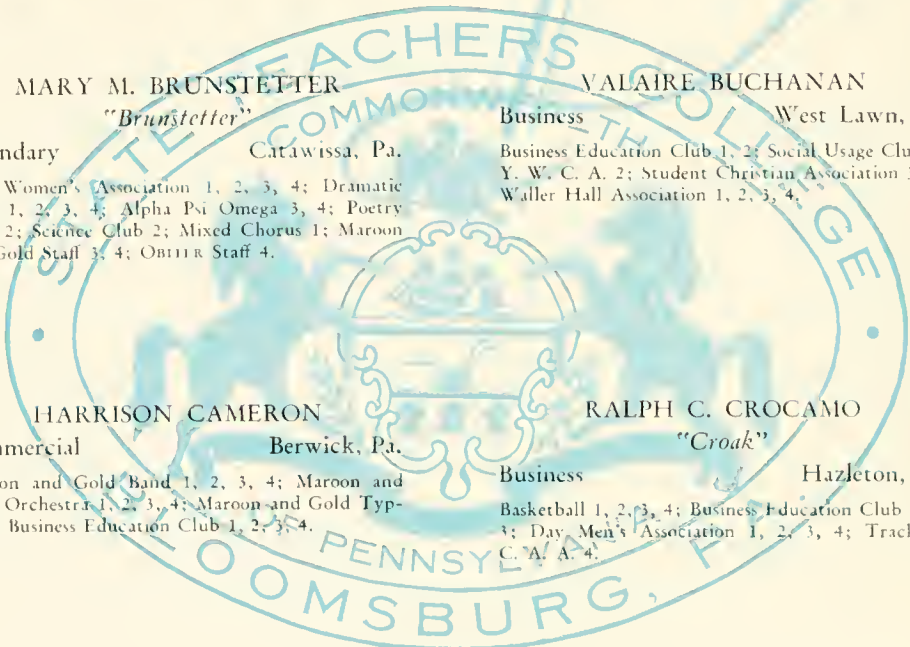 STATE TEACHERS COLLEGE
COMMONWEALTH
MARY M. BRUNSTETTER
"Brunstetter"
ndary Catawissa, Pa.
Women's Association 1, 2, 3, 4; Dramatic
1, 2, 3, 4; Alpha Psi Omega 3, 4; Poetry
2; Science Club 2; Mixed Chorus 1; Maroon
Gold Staff 3, 4; OBITER Staff 4.
VALAIRE BUCHANAN
Business West Lawn,
Business Education Club 1, 2; Social Usage Clu
Y. W. C. A. 2; Student Christian Association
Waller Hall Association 1, 2, 3, 4.
HARRISON CAMERON
mmercial Berwick, Pa.
on and Gold Band 1, 2, 3, 4; Maroon and
Orchestra 1, 2, 3, 4; Maroon and Gold Typ-
Business Education Club 1, 2, 3, 4.
RALPH C. CROCAMO
"Croak"
Business Hazleton,
Basketball 1, 2, 3, 4; Business Education Club
3; Day Men's Association 1, 2, 3, 4; Track
C. A. A. 4.
PENNSYLVANIA
BLOOMSBURG, PA.